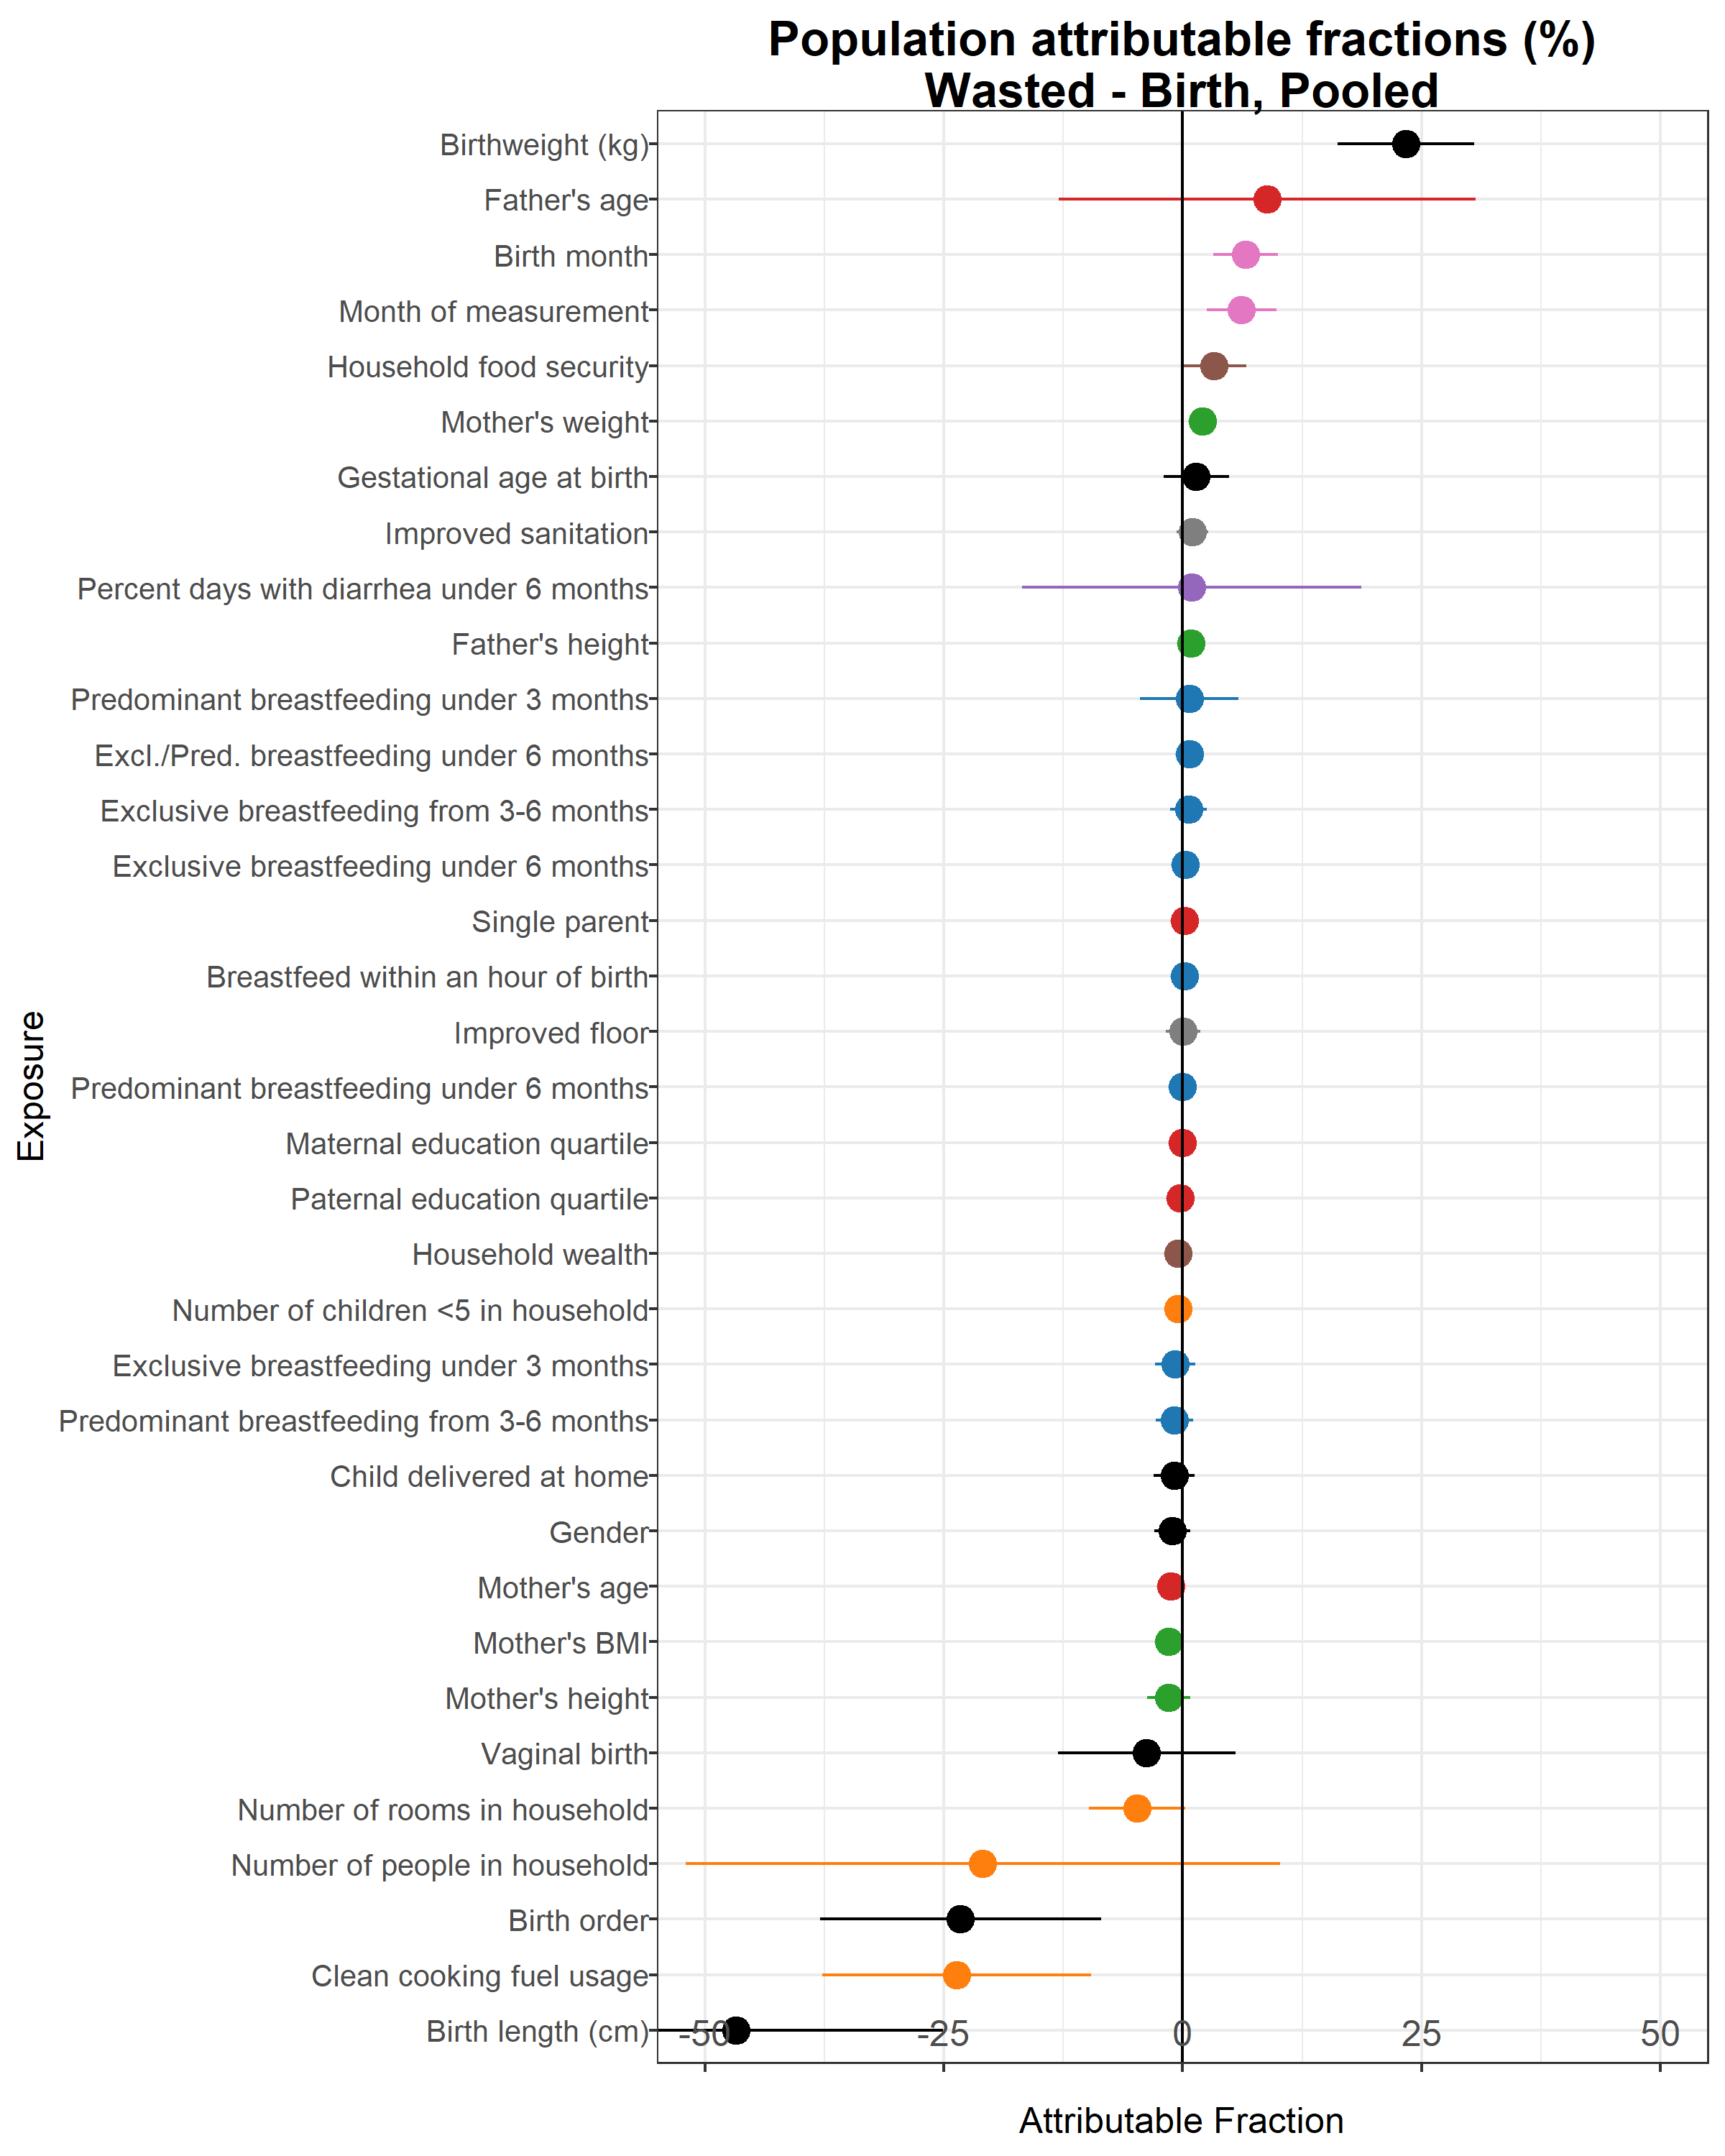 Population attributable fractions (%)
Wasted - Birth, Pooled
Birthweight (kg)
Father's age
Birth month
Month of measurement
Household food security
Mother's weight
Gestational age at birth
Improved sanitation
Percent days with diarrhea under 6 months
Father's height
Predominant breastfeeding under 3 months
Excl./Pred. breastfeeding under 6 months
Exclusive breastfeeding from 3-6 months
Exclusive breastfeeding under 6 months
Single parent
Breastfeed within an hour of birth
Improved floor
Predominant breastfeeding under 6 months
Maternal education quartile
Paternal education quartile
Household wealth
Number of children <5 in household
Exclusive breastfeeding under 3 months
Predominant breastfeeding from 3-6 months
Child delivered at home
Gender
Mother's age
Mother's BMI
Mother's height
Vaginal birth
Number of rooms in household
Number of people in household
Birth order
Clean cooking fuel usage
Birth length (cm)
Exposure
-50 -25 0 25 50
Attributable Fraction